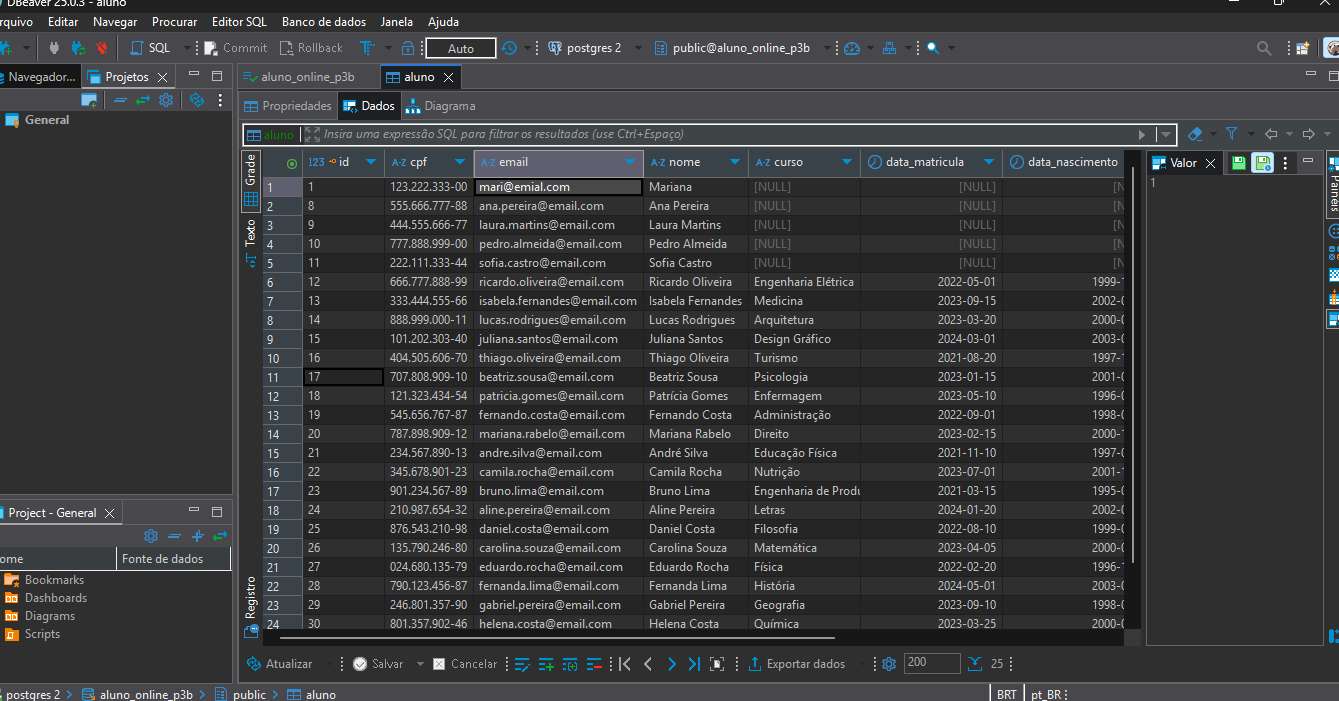 DBeaver 25.0.3 - aluno
rquivo Editar Navegar Procurar Editor SQL Banco de dados Janela Ajuda
SQL Commit Rollback Auto postgres 2 public@aluno_online_p3b
Navegador... Projetos aluno_online_p3b aluno
Propriedades Dados Diagrama
General
aluno Insira uma expressão SQL para filtrar os resultados (use Ctrl+Espaço)
Grade 123 id A-Z cpf A-Z email A-Z nome A-Z curso data_matricula data_nascimento Valor
1 1 123.222.333-00 mari@emial.com Mariana [NULL] [NULL] [N 1
2 8 555.666.777-88 ana.pereira@email.com Ana Pereira [NULL] [NULL] [N
3 9 444.555.666-77 laura.martins@email.com Laura Martins [NULL] [NULL] [N
4 10 777.888.999-00 pedro.almeida@email.com Pedro Almeida [NULL] [NULL] [N
5 11 222.111.333-44 sofia.castro@email.com Sofia Castro [NULL] [NULL] [N
6 12 666.777.888-99 ricardo.oliveira@email.com Ricardo Oliveira Engenharia Elétrica 2022-05-01 1999-
7 13 333.444.555-66 isabela.fernandes@email.com Isabela Fernandes Medicina 2023-09-15 2002-0
8 14 888.999.000-11 lucas.rodrigues@email.com Lucas Rodrigues Arquitetura 2023-03-20 2000-0
9 15 101.202.303-40 juliana.santos@email.com Juliana Santos Design Gráfico 2024-03-01 2003-
10 16 404.505.606-70 thiago.oliveira@email.com Thiago Oliveira Turismo 2021-08-20 1997-
11 17 707.808.909-10 beatriz.sousa@email.com Beatriz Sousa Psicologia 2023-01-15 2001-0
12 18 121.323.434-54 patricia.gomes@email.com Patrícia Gomes Enfermagem 2023-05-10 1996-0
13 19 545.656.767-87 fernando.costa@email.com Fernando Costa Administração 2022-09-01 1998-0
14 20 787.898.909-12 mariana.rabelo@email.com Mariana Rabelo Direito 2023-02-15 2000-
15 21 234.567.890-13 andre.silva@email.com André Silva Educação Física 2021-11-10 1997-0
16 22 345.678.901-23 camila.rocha@email.com Camila Rocha Nutrição 2023-07-01 2001-
17 23 901.234.567-89 bruno.lima@email.com Bruno Lima Engenharia de Produ 2021-03-15 1995-0
18 24 210.987.654-32 aline.pereira@email.com Aline Pereira Letras 2024-01-20 2002-0
19 25 876.543.210-98 daniel.costa@email.com Daniel Costa Filosofia 2022-08-10 1999-0
20 26 135.790.246-80 carolina.souza@email.com Carolina Souza Matemática 2023-04-05 2000-0
21 27 024.680.135-79 eduardo.rocha@email.com Eduardo Rocha Física 2022-02-20 1996-
22 28 790.123.456-87 fernanda.lima@email.com Fernanda Lima História 2024-05-01 2003-0
23 29 246.801.357-90 gabriel.pereira@email.com Gabriel Pereira Geografia 2023-09-10 1998-0
24 30 801.357.902-46 helena.costa@email.com Helena Costa Química 2023-03-25 2000-0
Texto
Registro
Painéis
Project - General
ome Fonte de dados
Bookmarks
Dashboards
Diagrams
Scripts
Atualizar Salvar Cancelar Exportar dados 200 25
postgres 2 aluno_online_p3b public aluno BRT pt_BR